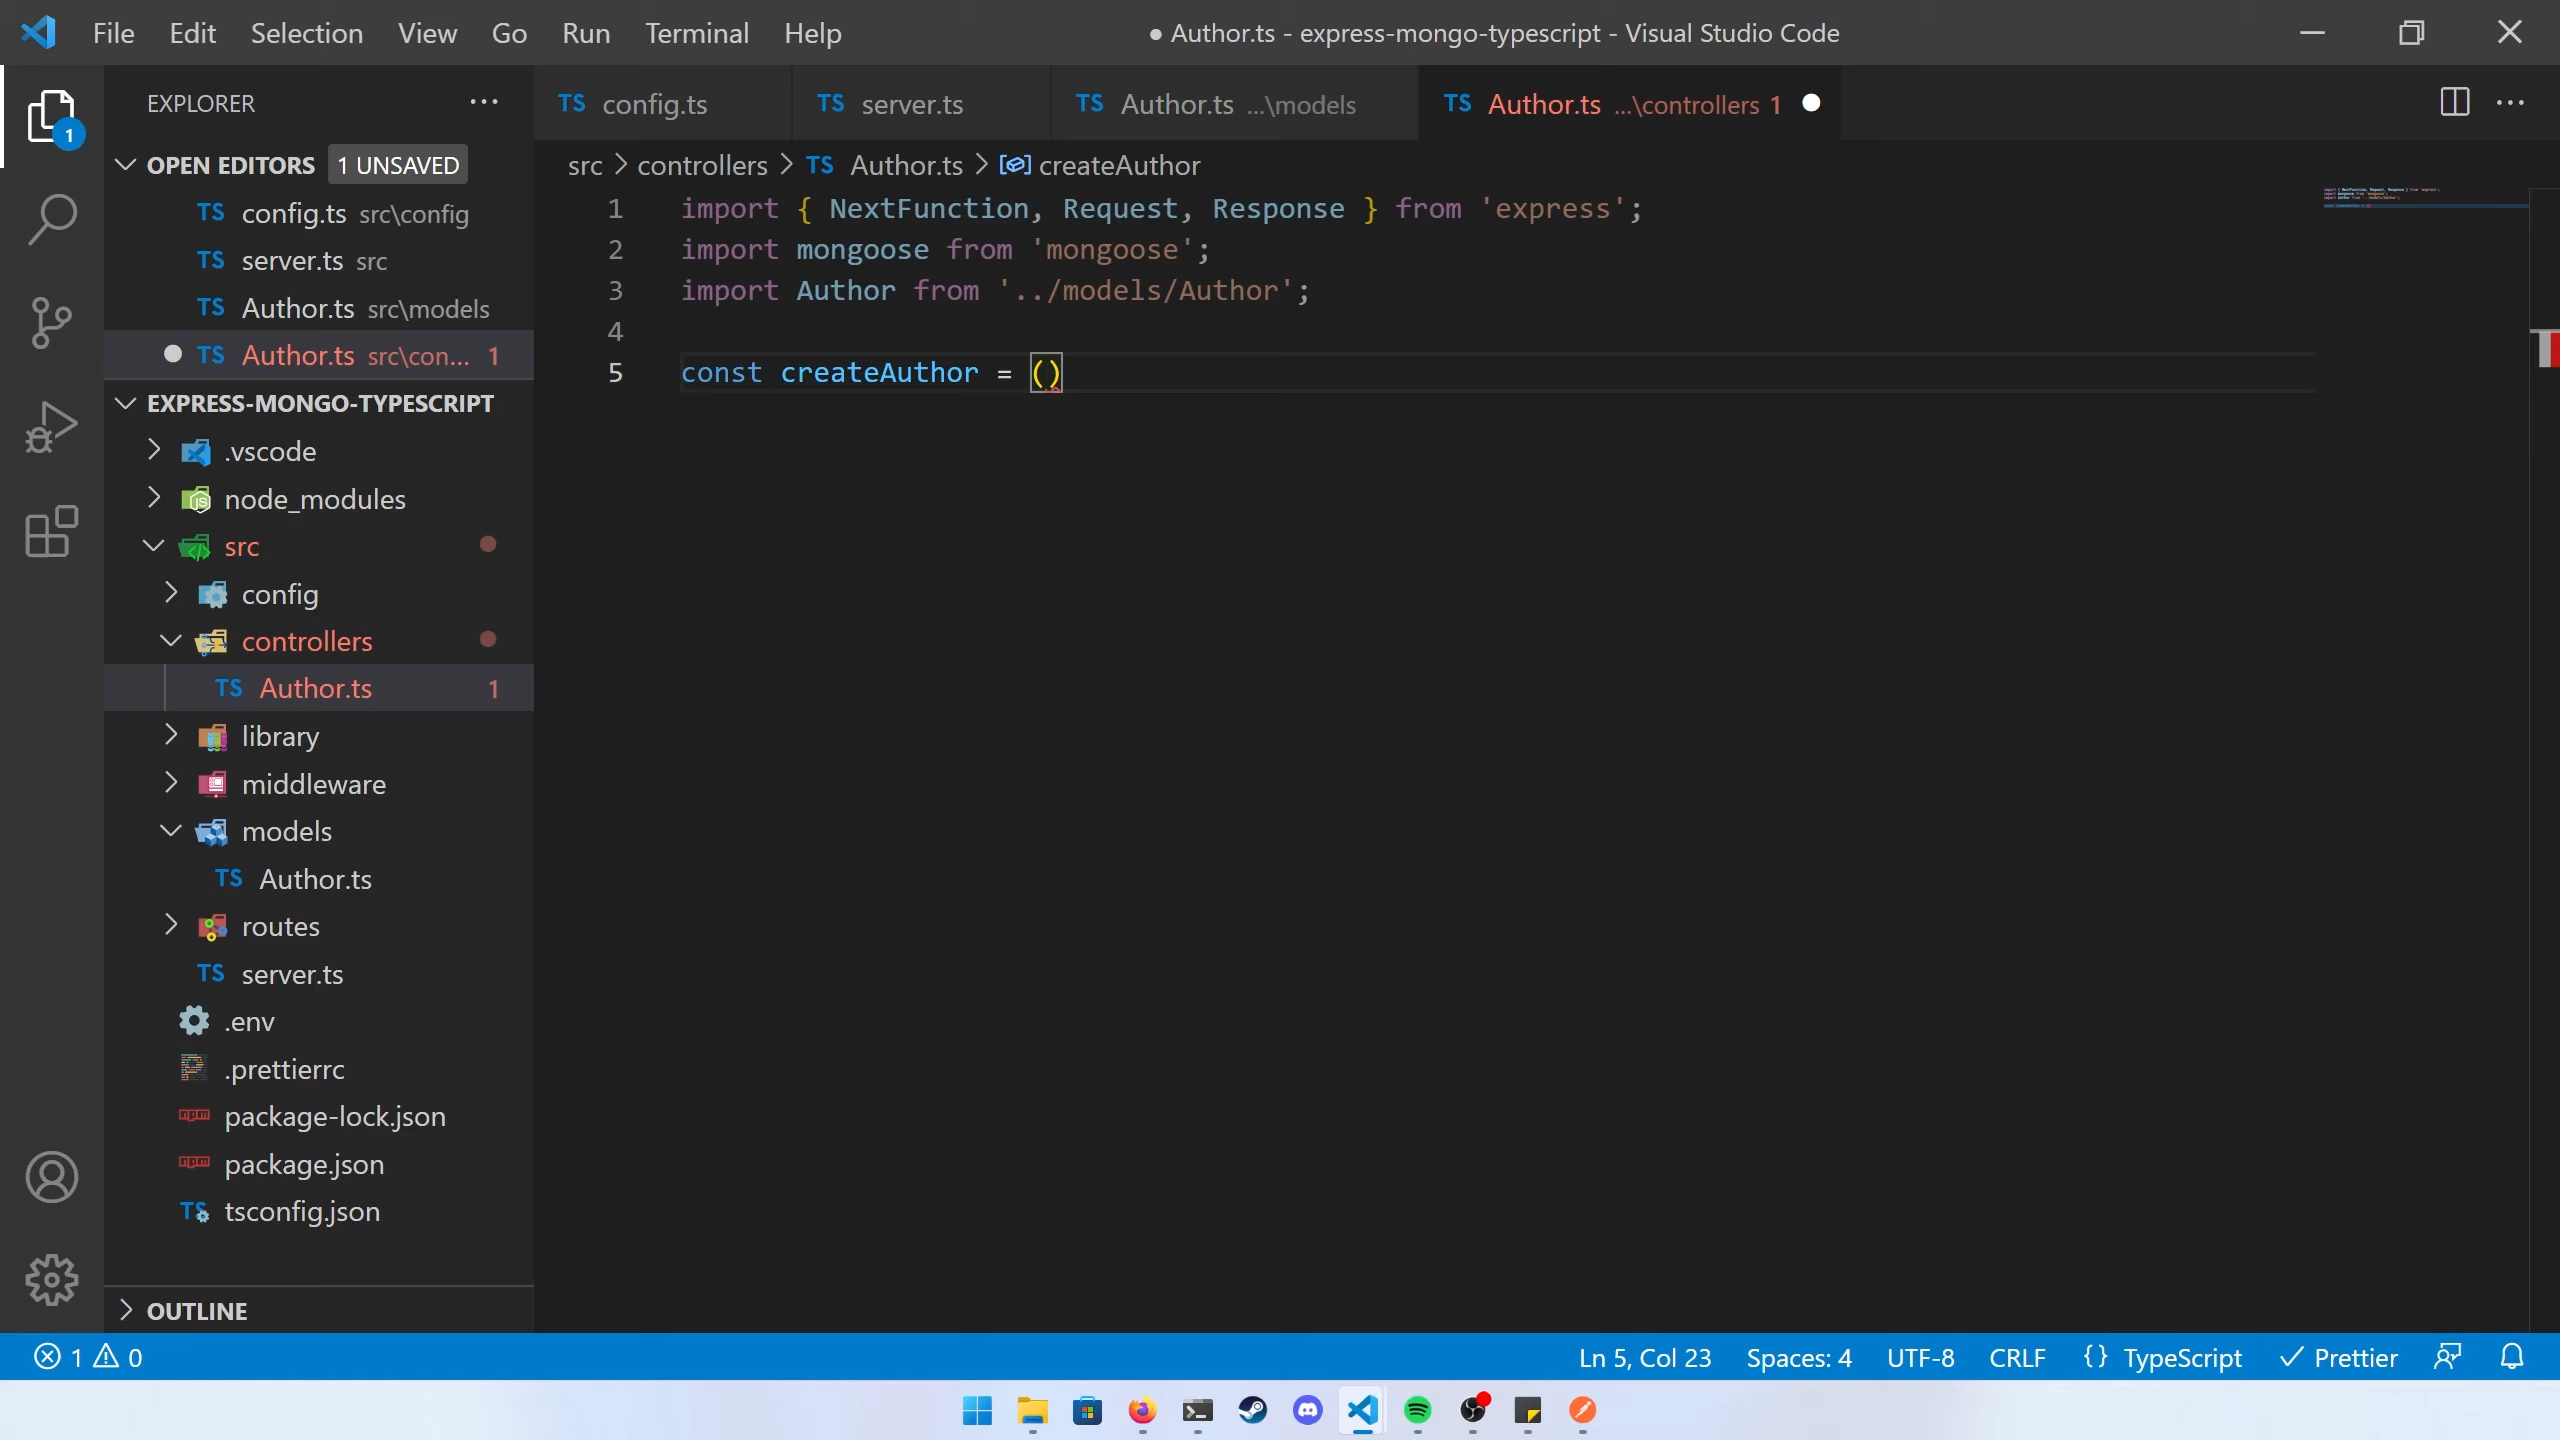 File Edit Selection View Go Run Terminal Help
● Author.ts - express-mongo-typescript - Visual Studio Code
EXPLORER
OPEN EDITORS 1 UNSAVED
TS config.ts src\config
TS server.ts src
TS Author.ts src\models
TS Author.ts src\con... 1
EXPRESS-MONGO-TYPESCRIPT
.vscode
node_modules
src
config
controllers
TS Author.ts 1
library
middleware
models
TS Author.ts
routes
TS server.ts
.env
.prettierrc
package-lock.json
package.json
TS tsconfig.json
OUTLINE
1
TS config.ts
TS server.ts
TS Author.ts ...\models
TS Author.ts ...\controllers 1
src > controllers > TS Author.ts > createAuthor
1 import { NextFunction, Request, Response } from 'express';
2 import mongoose from 'mongoose';
3 import Author from '../models/Author';
4
5 const createAuthor = ()
1 0
Ln 5, Col 23 Spaces: 4 UTF-8 CRLF {} TypeScript Prettier